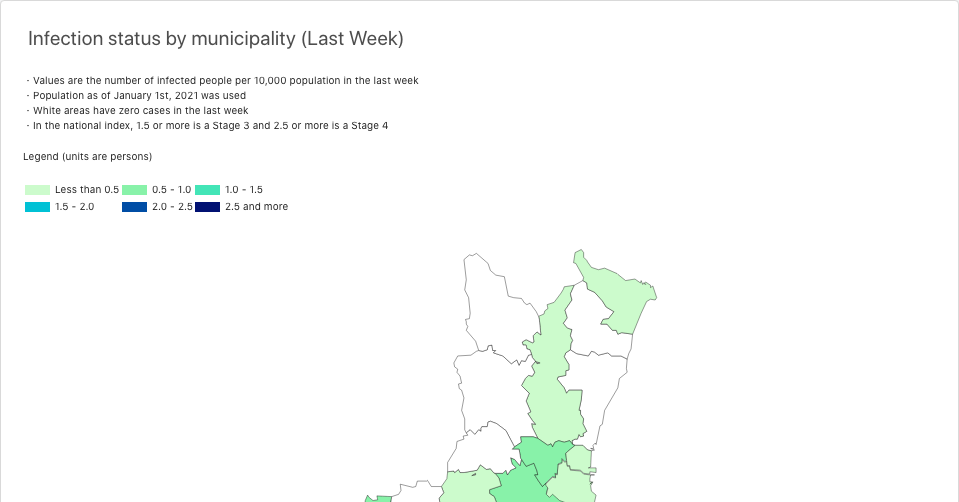 Infection status by municipality (Last Week)
· Values are the number of infected people per 10,000 population in the last week
· Population as of January 1st, 2021 was used
· White areas have zero cases in the last week
· In the national index, 1.5 or more is a Stage 3 and 2.5 or more is a Stage 4
Legend (units are persons)
Less than 0.5 0.5 - 1.0 1.0 - 1.5
1.5 - 2.0 2.0 - 2.5 2.5 and more